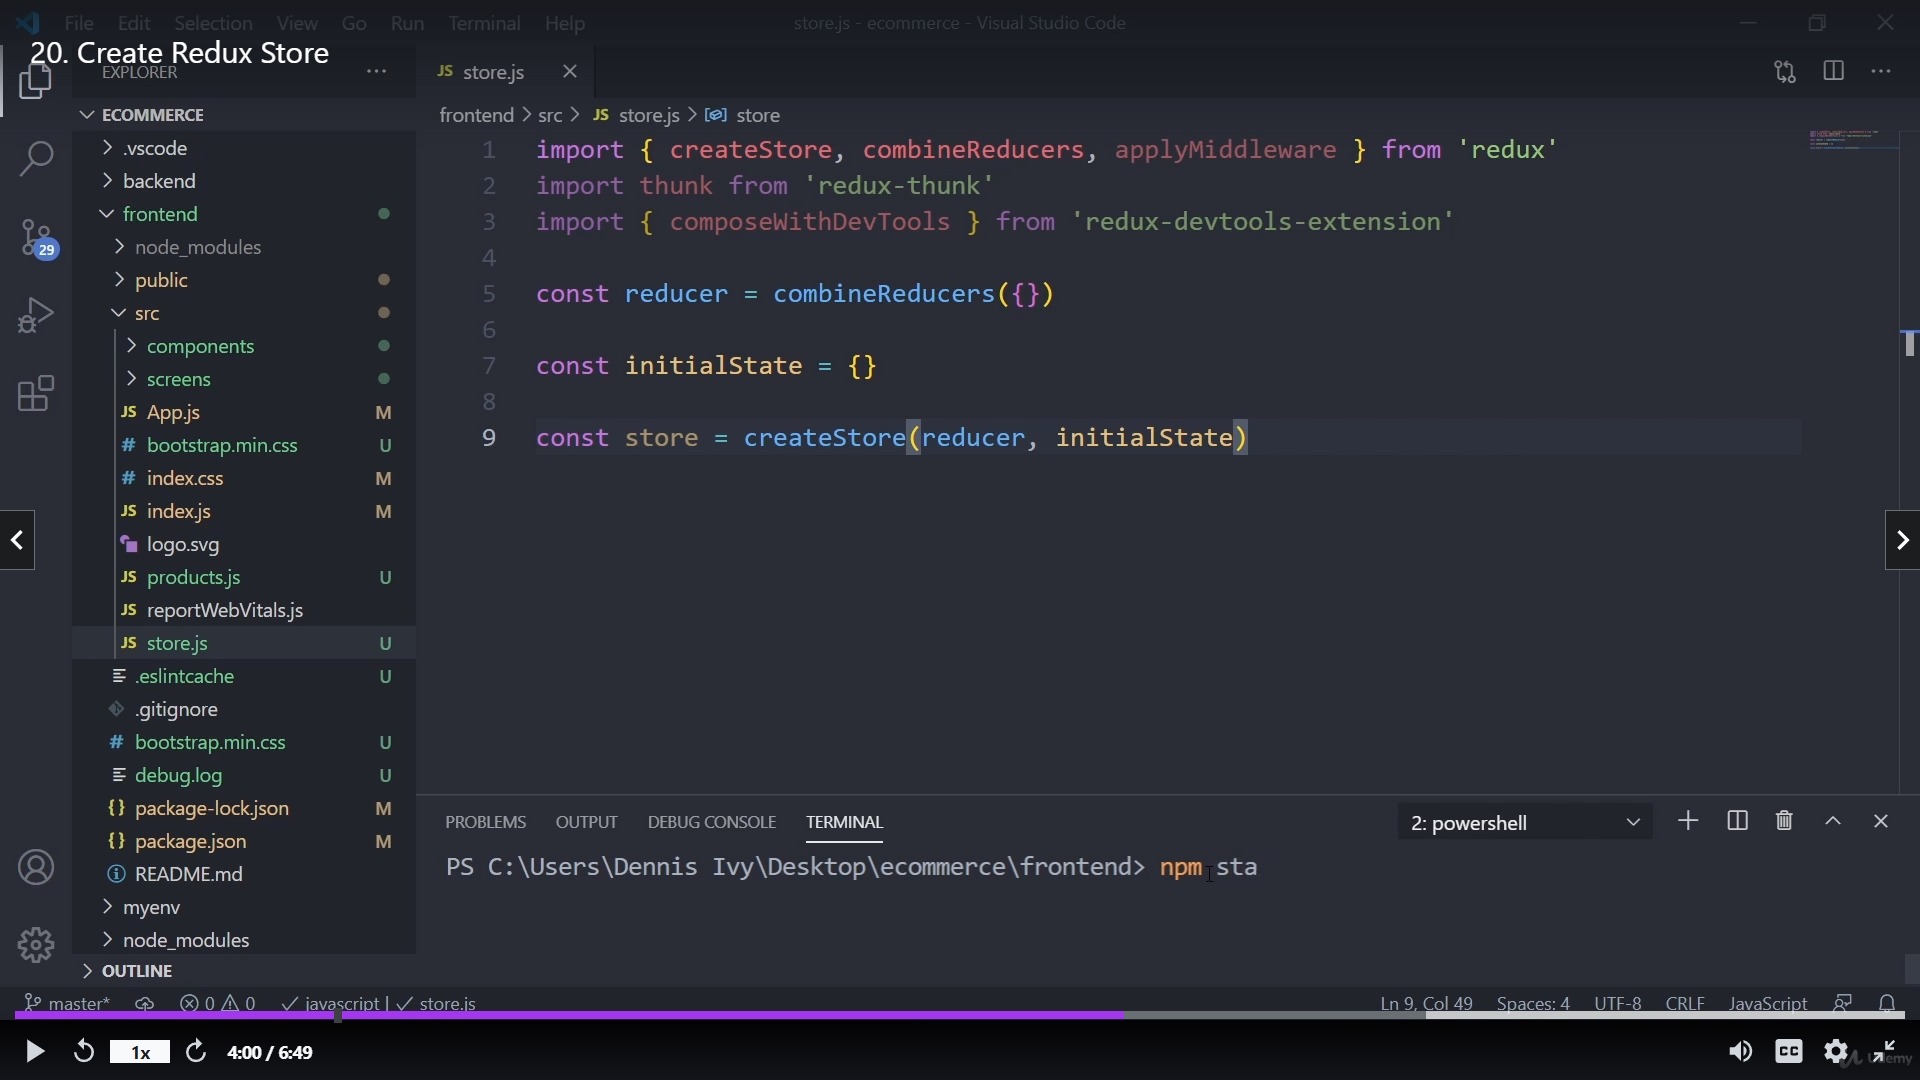 File Edit Selection View Go Run Terminal Help
store.js - ecommerce - Visual Studio Code
20. Create Redux Store
EXPLORER
ECOMMERCE
.vscode
backend
frontend
node_modules
public
src
components
screens
App.js M
bootstrap.min.css U
index.css M
index.js M
logo.svg
products.js U
reportWebVitals.js
store.js U
.eslintcache U
.gitignore
bootstrap.min.css U
debug.log U
package-lock.json M
package.json M
README.md
myenv
node_modules
OUTLINE
29
JS store.js
frontend > src > JS store.js > store
1 import { createStore, combineReducers, applyMiddleware } from 'redux'
2 import thunk from 'redux-thunk'
3 import { composeWithDevTools } from 'redux-devtools-extension'
4
5 const reducer = combineReducers({})
6
7 const initialState = {}
8
9 const store = createStore(reducer, initialState)
PROBLEMS OUTPUT DEBUG CONSOLE TERMINAL
2: powershell
PS C:\Users\Dennis Ivy\Desktop\ecommerce\frontend> npm sta
master* 0 0 javascript | store.js
Ln 9, Col 49 Spaces: 4 UTF-8 CRLF JavaScript
1x 4:00 / 6:49
CC
Udemy